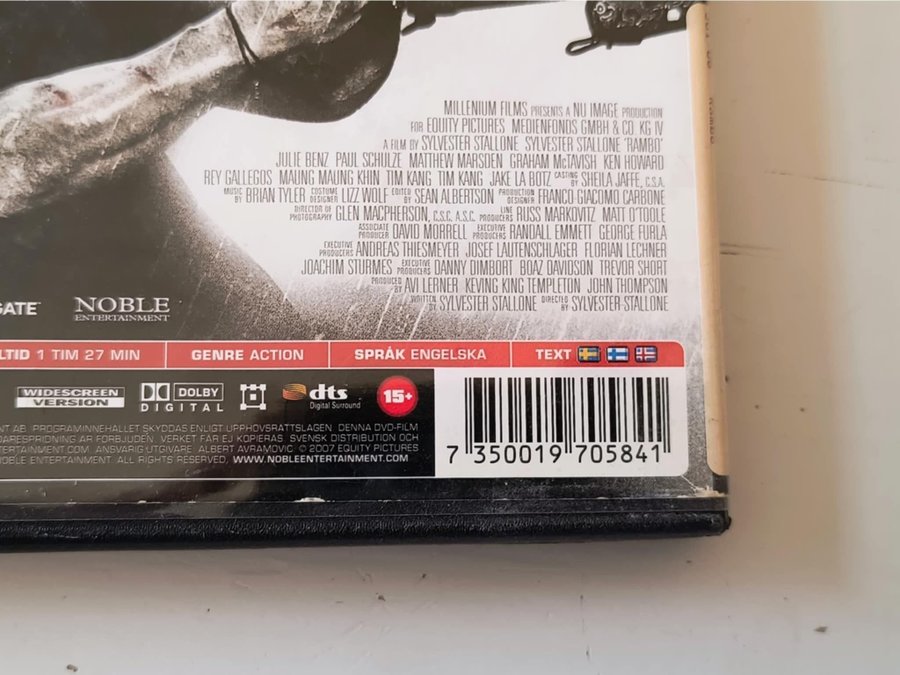 MILLENIUM FILMS PRESENTS A NU IMAGE PRODUCTION
FOR EQUITY PICTURES MEDIENFONDS GMBH & CO. KG IV
A FILM BY SYLVESTER STALLONE SYLVESTER STALLONE 'RAMBO'
JULIE BENZ PAUL SCHULZE MATTHEW MARSDEN GRAHAM McTAVISH KEN HOWARD
REY GALLEGOS MAUNG MAUNG KHIN TIM KANG TIM KANG JAKE LA BOTZ CASTING BY SHEILA JAFFE, C.S.A.
MUSIC BY BRIAN TYLER COSTUME DESIGNER LIZZ WOLF EDITED BY SEAN ALBERTSON PRODUCTION DESIGNER FRANCO GIACOMO CARBONE
DIRECTOR OF PHOTOGRAPHY GLEN MACPHERSON, C.S.C. A.S.C. LINE PRODUCERS RUSS MARKOVITZ MATT O'TOOLE
ASSOCIATE PRODUCER DAVID MORRELL EXECUTIVE PRODUCERS RANDALL EMMETT GEORGE FURLA
EXECUTIVE PRODUCERS ANDREAS THIESMEYER JOSEF LAUTENSCHLAGER FLORIAN LECHNER
JOACHIM STURMES EXECUTIVE PRODUCERS DANNY DIMBORT BOAZ DAVIDSON TREVOR SHORT
PRODUCED BY AVI LERNER KEVING KING TEMPLETON JOHN THOMPSON
WRITTEN BY SYLVESTER STALLONE DIRECTED BY SYLVESTER STALLONE
GATE
NOBLE
ENTERTAINMENT
LTID 1 TIM 27 MIN GENRE ACTION SPRÅK ENGELSKA TEXT
WIDESCREEN
VERSION
DOLBY
DIGITAL
dts
Digital Surround
15+
NT AB. PROGRAMINNEHÅLLET SKYDDAS ENLIGT UPPHOVSRÄTTSLAGEN. DENNA DVD-FILM
DARESPRIDNING ÄR FÖRBJUDEN. VERKET FÅR EJ KOPIERAS. SVENSK DISTRIBUTION OCH
ENTERTAINMENT.COM. ANSVARIG UTGIVARE: ALBERT AVRAMOVIC. © 2007 EQUITY PICTURES
NOBLE ENTERTAINMENT. ALL RIGHTS RESERVED. WWW.NOBLEENTERTAINMENT.COM
7 350019 705841